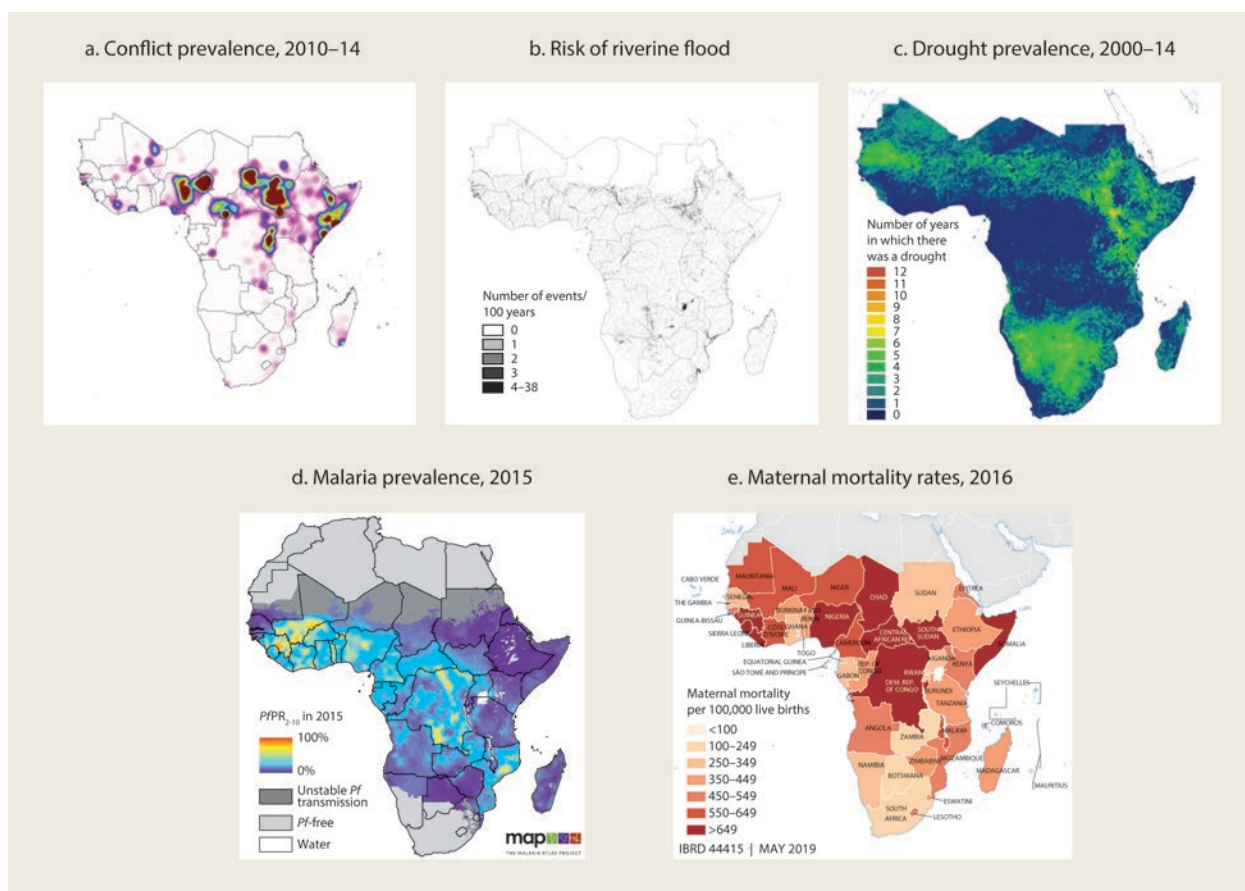 a. Conflict prevalence, 2010–14
b. Risk of riverine flood
c. Drought prevalence, 2000–14
Number of events/
100 years
0
1
2
3
4–38
Number of years
in which there
was a drought
12
11
10
9
8
7
6
5
4
3
2
1
0
d. Malaria prevalence, 2015
e. Maternal mortality rates, 2016
PfPR2-10 in 2015
100%
0%
Unstable Pf
transmission
Pf-free
Water
map
THE MALARIA ATLAS PROJECT
CABO VERDE
MAURITANIA
MALI
NIGER
CHAD
SUDAN
ERITREA
SENEGAL
THE GAMBIA
GUINEA-BISSAU
GUINEA
SIERRA LEONE
LIBERIA
CÔTE
D'IVOIRE
BURKINA FASO
GHANA
BENIN
TOGO
NIGERIA
CAMEROON
CENTRAL
AFRICAN REP.
SOUTH
SUDAN
ETHIOPIA
SOMALIA
EQUATORIAL GUINEA
SÃO TOMÉ AND PRÍNCIPE
GABON
REP. OF
CONGO
DEM. REP.
OF CONGO
UGANDA
KENYA
RWANDA
BURUNDI
TANZANIA
SEYCHELLES
COMOROS
ANGOLA
ZAMBIA
MALAWI
MOZAMBIQUE
ZIMBABWE
NAMIBIA
BOTSWANA
MADAGASCAR
MAURITIUS
SOUTH
AFRICA
ESWATINI
LESOTHO
Maternal mortality
per 100,000 live births
<100
100–249
250–349
350–449
450–549
550–649
>649
IBRD 44415 | MAY 2019